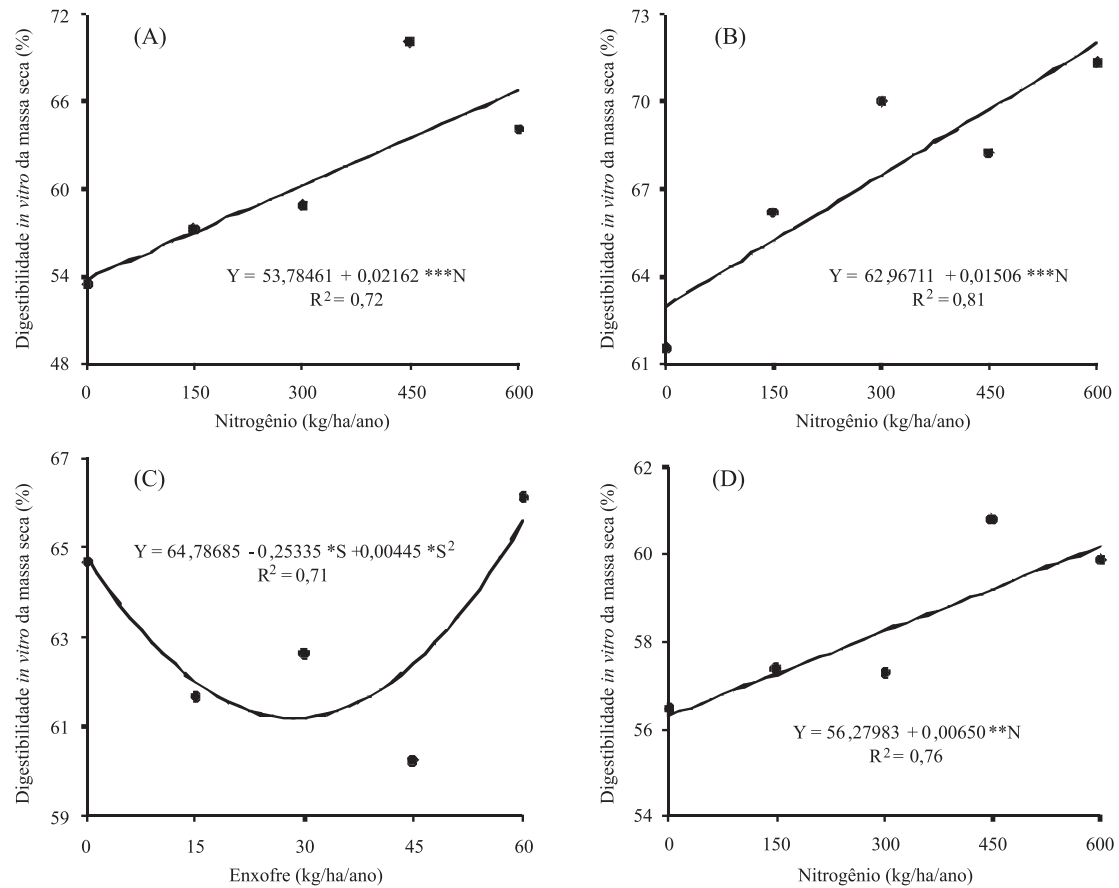 (A)
Digestibilidade in vitro da massa seca (%)
72
66
60
54
48
Y = 53,78461 + 0,02162 ***N
R² = 0,72
0 150 300 450 600
Nitrogênio (kg/ha/ano)
(B)
Digestibilidade in vitro da massa seca (%)
73
70
67
64
61
Y = 62,96711 + 0,01506 ***N
R² = 0,81
0 150 300 450 600
Nitrogênio (kg/ha/ano)
(C)
Digestibilidade in vitro da massa seca (%)
67
65
63
61
59
Y = 64,78685 - 0,25335 *S +0,00445 *S²
R² = 0,71
0 15 30 45 60
Enxofre (kg/ha/ano)
(D)
Digestibilidade in vitro da massa seca (%)
62
60
58
56
54
Y = 56,27983 + 0,00650 **N
R² = 0,76
0 150 300 450 600
Nitrogênio (kg/ha/ano)